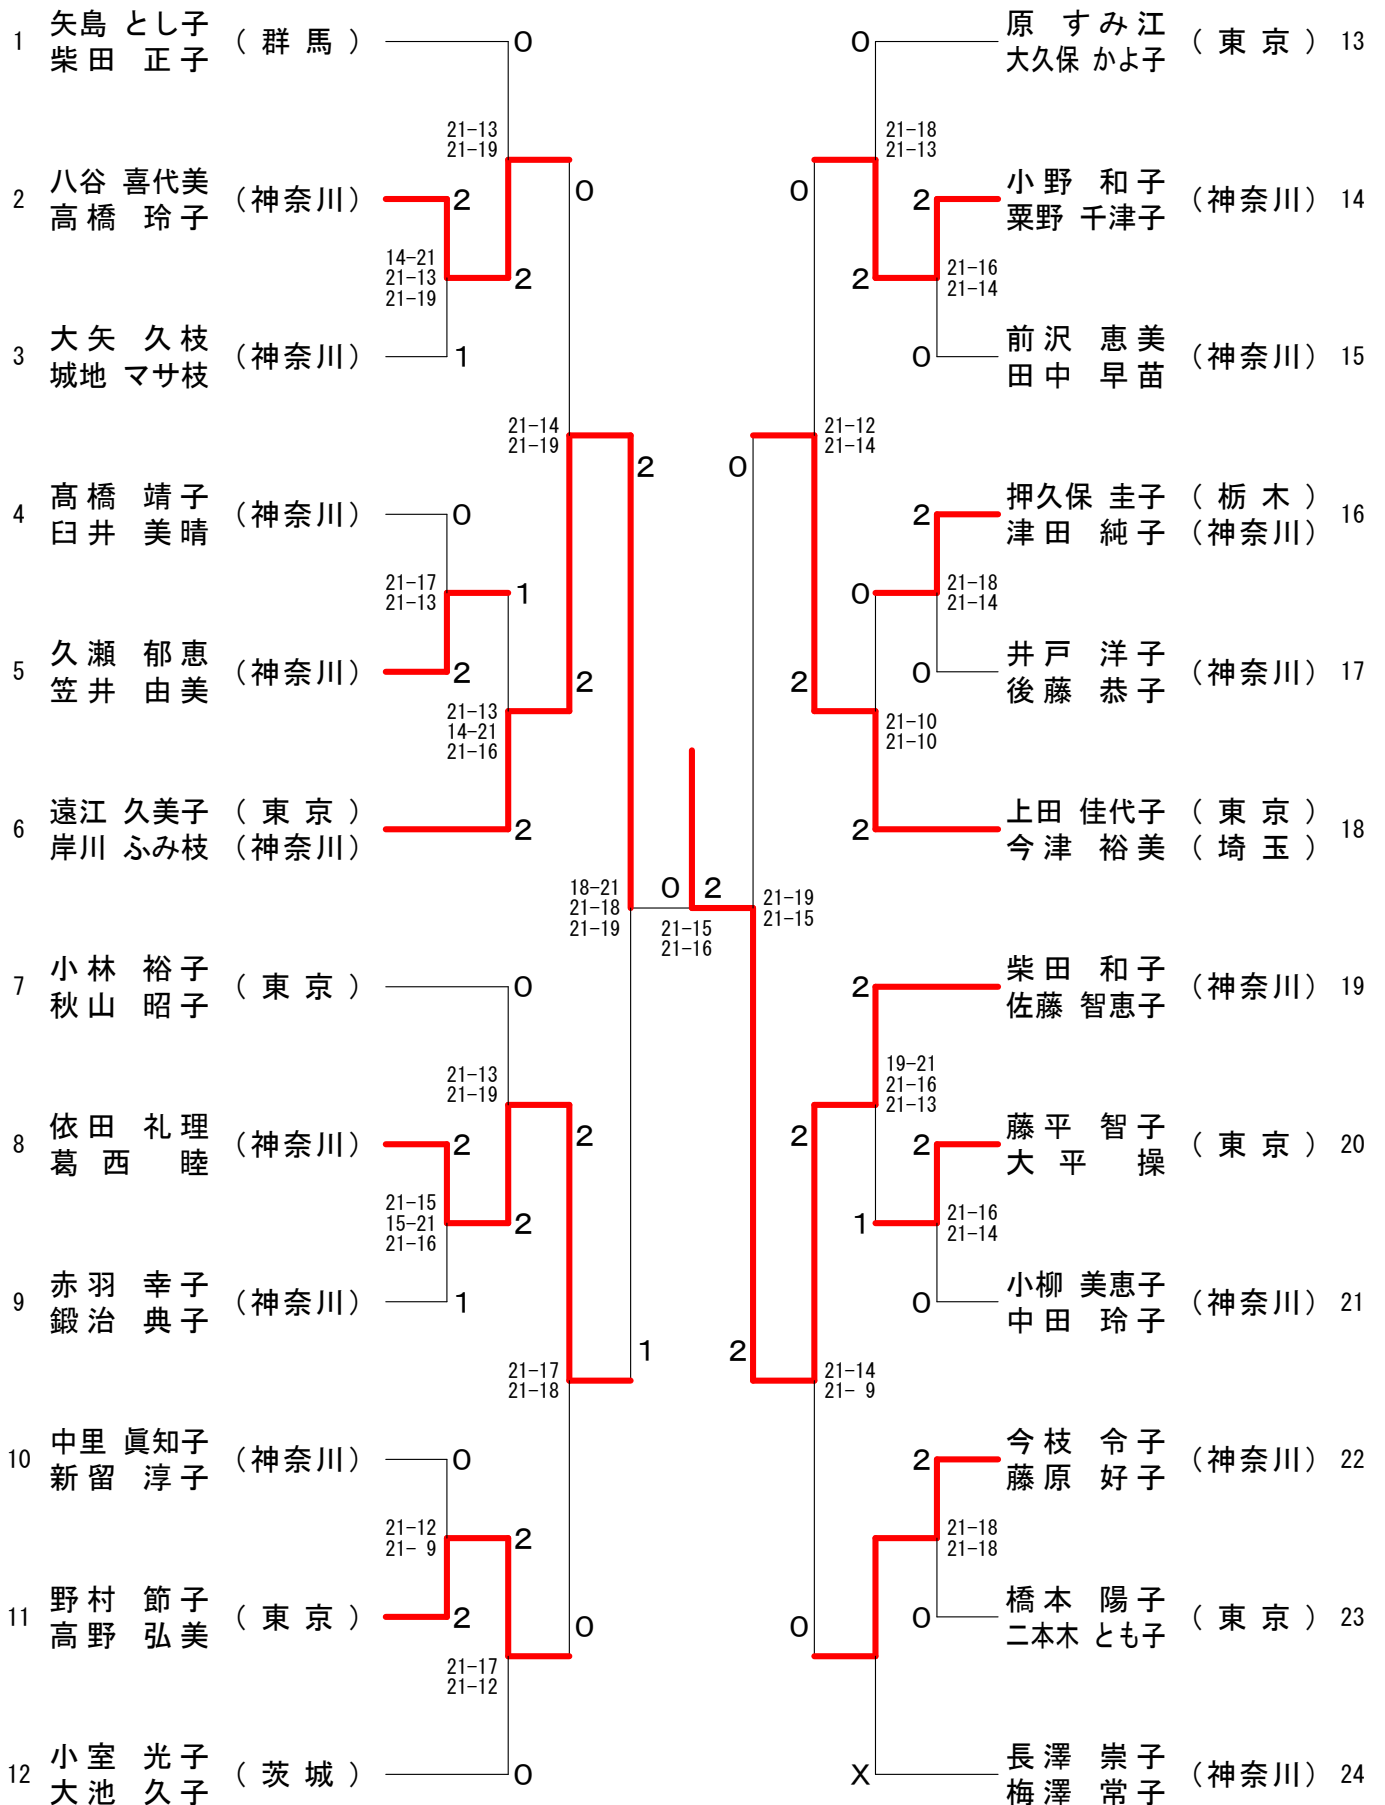 1 矢島 とし子 (群馬) 0
柴田 正子
21-13
21-19
2 八谷 喜代美 (神奈川) 2
高橋 玲子
0
14-21
21-13
21-19
2
3 大矢 久枝 (神奈川) 1
城地 マサ枝
21-14
21-19
2
4 髙橋 靖子 (神奈川) 0
臼井 美晴
21-17
21-13
1
5 久瀬 郁恵 (神奈川) 2
笠井 由美
2
21-13
14-21
21-16
6 遠江 久美子 (東京) 2
岸川 ふみ枝 (神奈川)
18-21
21-18
21-19
0 2
21-15
21-16
7 小林 裕子 (東京) 0
秋山 昭子
21-13
21-19
8 依田 礼理 (神奈川) 2
葛西 睦
2
21-15
15-21
21-16
2
9 赤羽 幸子 (神奈川) 1
鍛治 典子
21-17
21-18
1
10 中里 眞知子 (神奈川) 0
新留 淳子
21-12
21- 9
2
11 野村 節子 (東京) 2
高野 弘美
0
21-17
21-12
12 小室 光子 (茨城) 0
大池 久子
0 原 すみ江 (東京) 13
大久保 かよ子
21-18
21-13
0
2 小野 和子 (神奈川) 14
粟野 千津子
2
21-16
21-14
0 前沢 恵美 (神奈川) 15
田中 早苗
21-12
21-14
0
2 押久保 圭子 (栃木) 16
津田 純子 (神奈川)
0
21-18
21-14
0 井戸 洋子 (神奈川) 17
後藤 恭子
2
21-10
21-10
2 上田 佳代子 (東京) 18
今津 裕美 (埼玉)
21-19
21-15
2 柴田 和子 (神奈川) 19
佐藤 智恵子
19-21
21-16
21-13
2
2 藤平 智子 (東京) 20
大平 操
1
21-16
21-14
0 小柳 美恵子 (神奈川) 21
中田 玲子
2
21-14
21- 9
2 今枝 令子 (神奈川) 22
藤原 好子
21-18
21-18
0 橋本 陽子 (東京) 23
二本木 とも子
0
X 長澤 崇子 (神奈川) 24
梅澤 常子